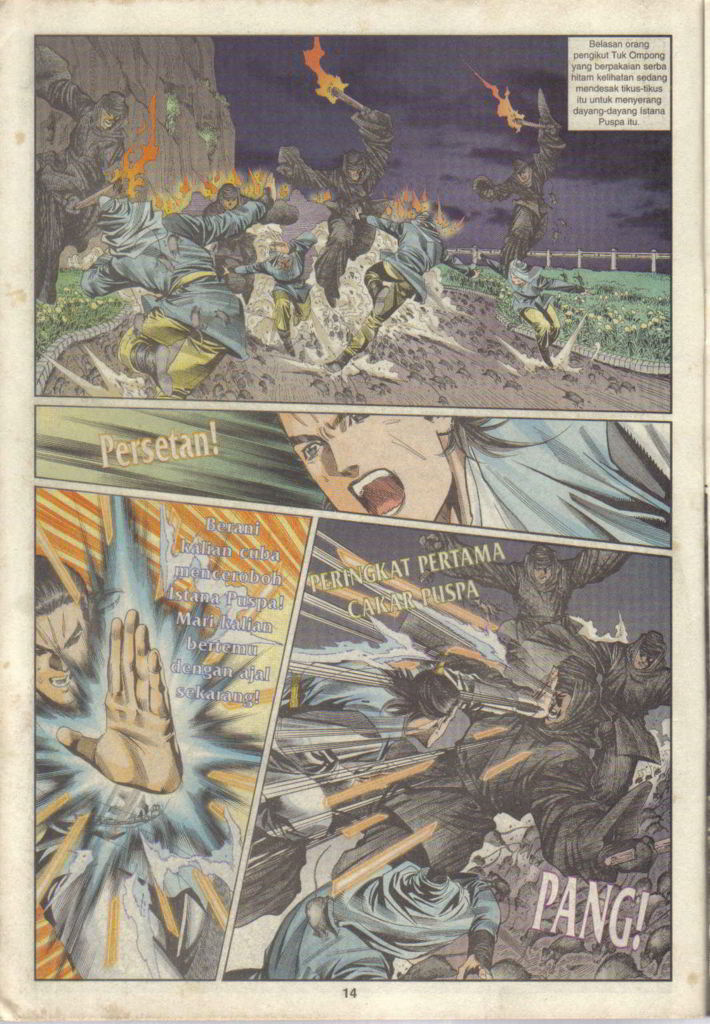 Belasan orang
pengikut Tuk Ompong
yang berpakaian serba
hitam kelihatan sedang
mendesak tikus-tikus
itu untuk menyerang
dayang-dayang Istana
Puspa itu.
Persetan!
Berani
kalian cuba
menceroboh
Istana Puspa!
Mari kalian
bertemu
dengan ajal
sekarang!
PERINGKAT PERTAMA
CAKAR PUSPA
PANG!
14